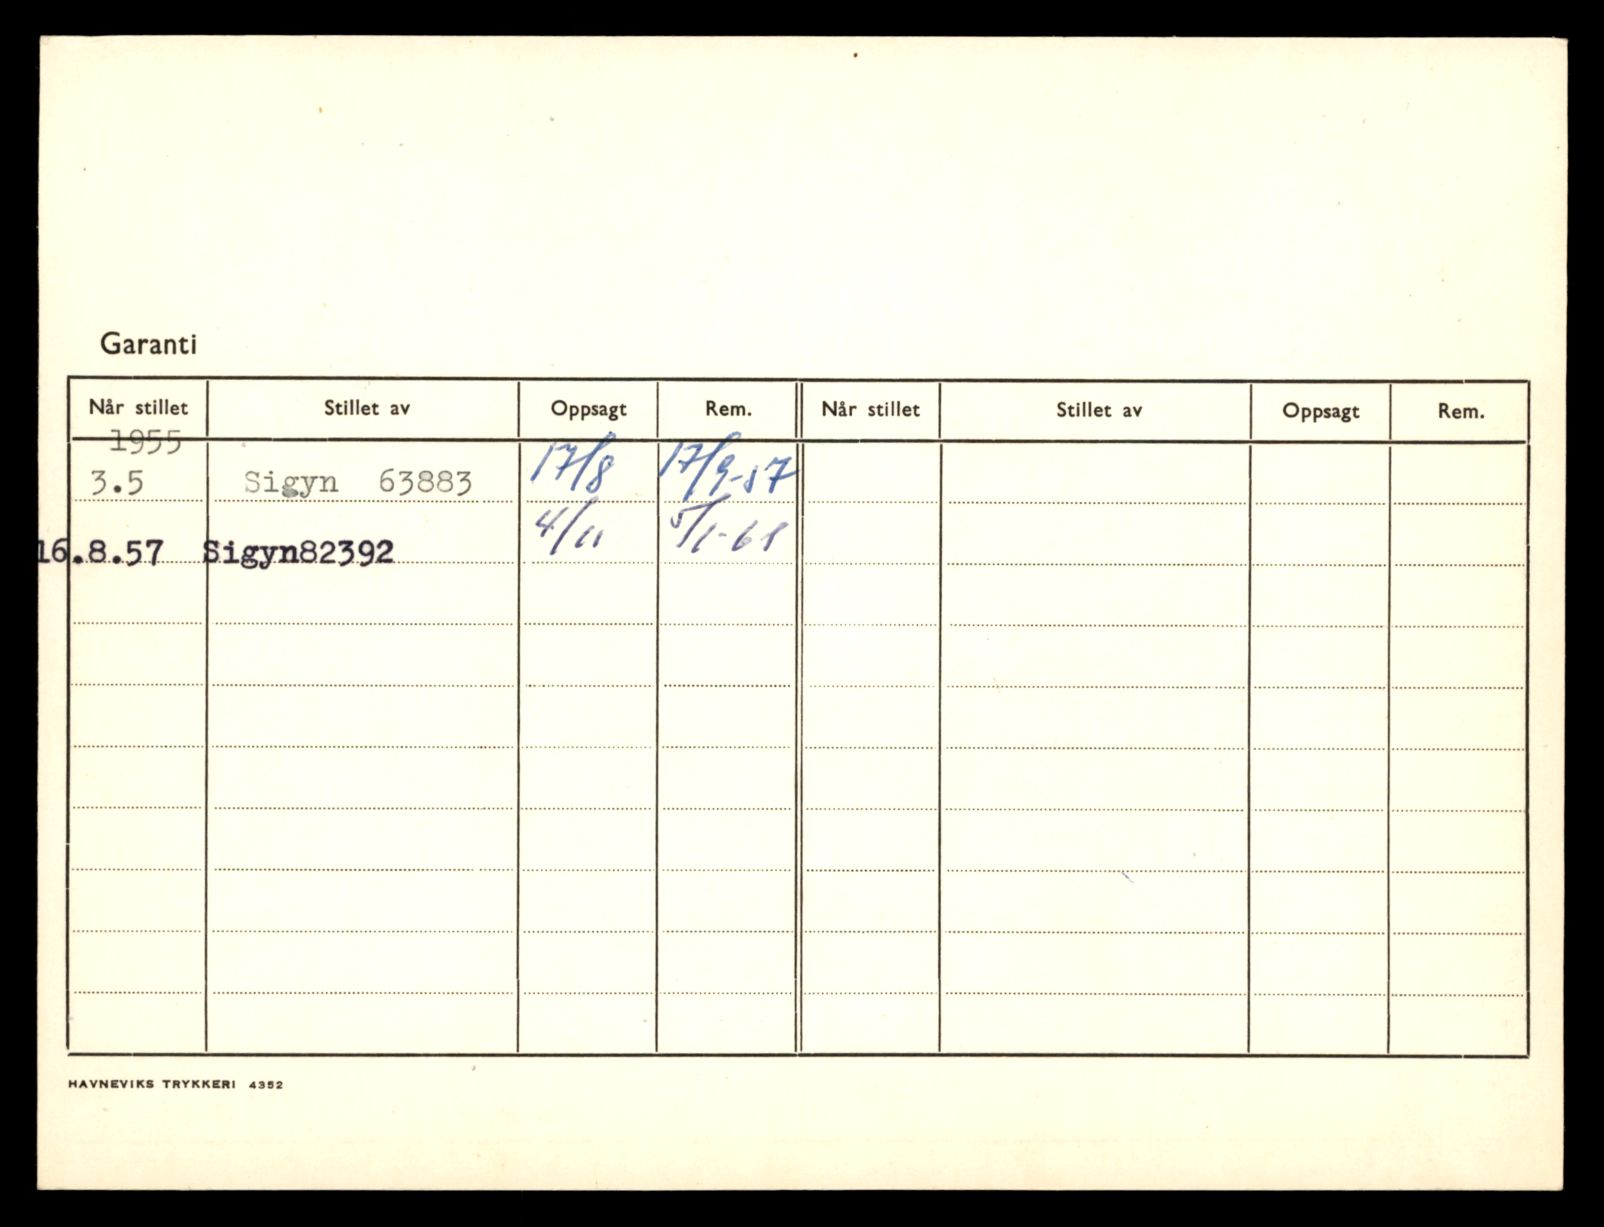 Garanti
Når stillet Stillet av Oppsagt Rem. Når stillet Stillet av Oppsagt Rem.
1955
3.5 Sigyn 63883 17/8 17/9-57
16.8.57 Sigyn82392 4/11 5/1-61
HAVNEVIKS TRYKKERI 4352